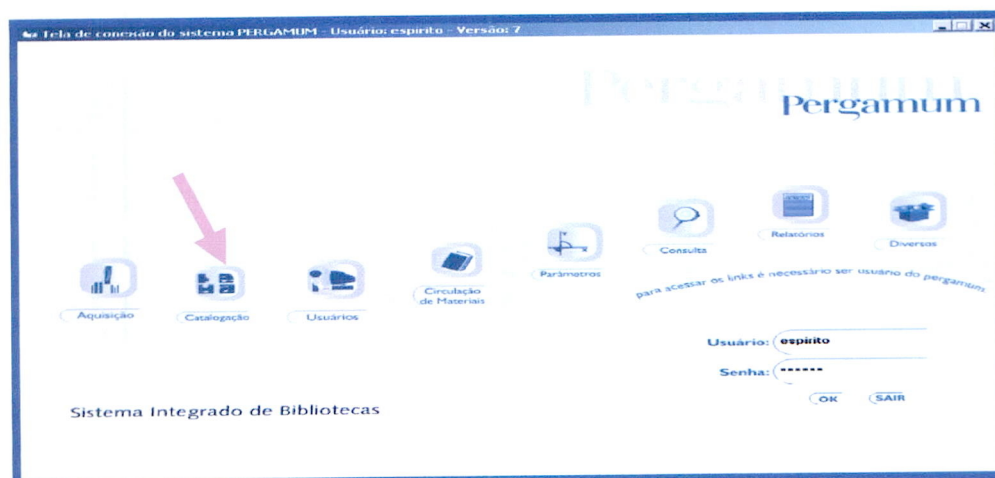 Tela de conexão do sistema PERGAMUM - Usuário: espirito - Versão: 7
Pergamum
Pergamum
Aquisição
Catalogação
Usuários
Circulação
de Materiais
Parâmetros
Consulta
Relatórios
Diversos
para acessar os links é necessário ser usuário do pergamum
Usuário: espirito
Senha: ••••••
OK
SAIR
Sistema Integrado de Bibliotecas